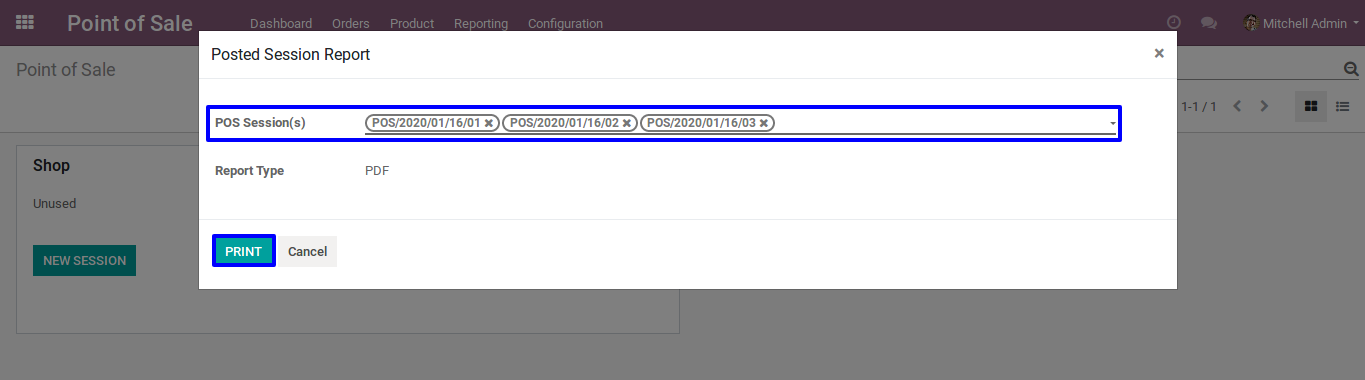 Point of Sale Dashboard Orders Product Reporting Configuration Mitchell Admin
Posted Session Report ×
Point of Sale
1-1 / 1
POS Session(s) POS/2020/01/16/01 × POS/2020/01/16/02 × POS/2020/01/16/03 ×
Shop
Report Type PDF
Unused
PRINT Cancel
NEW SESSION